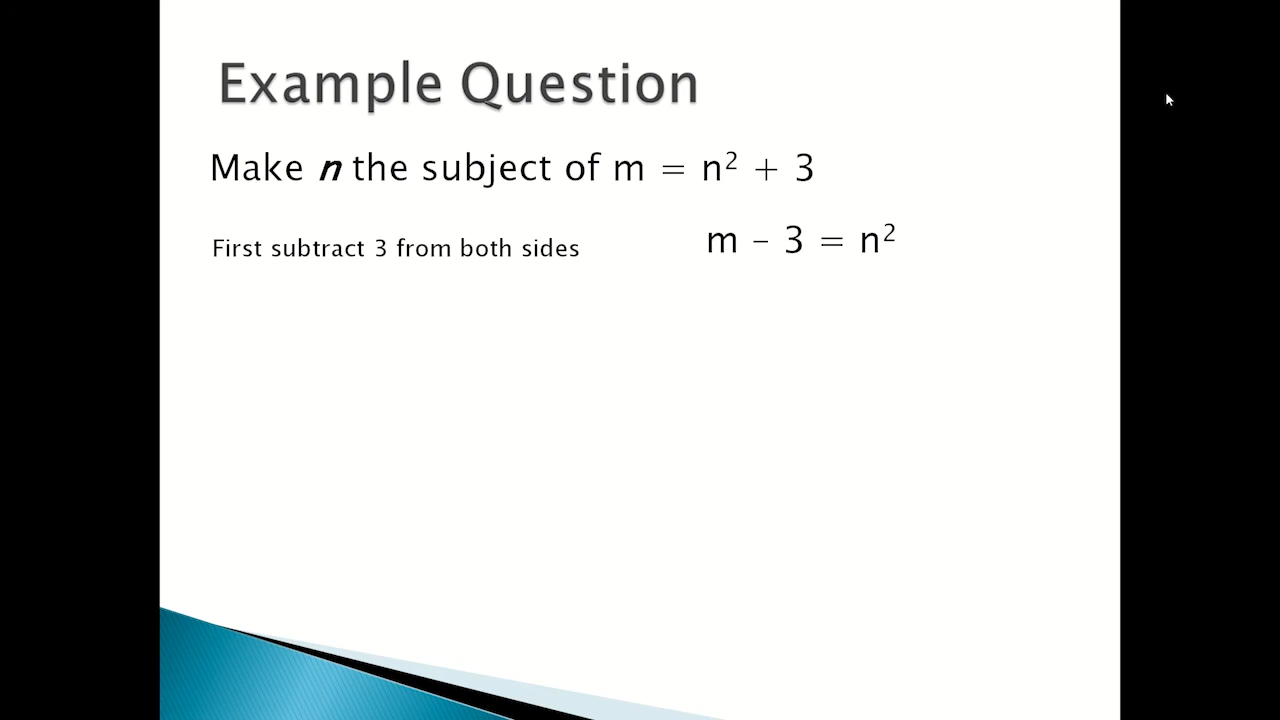 Example Question
Make n the subject of m = n² + 3
First subtract 3 from both sides m – 3 = n²